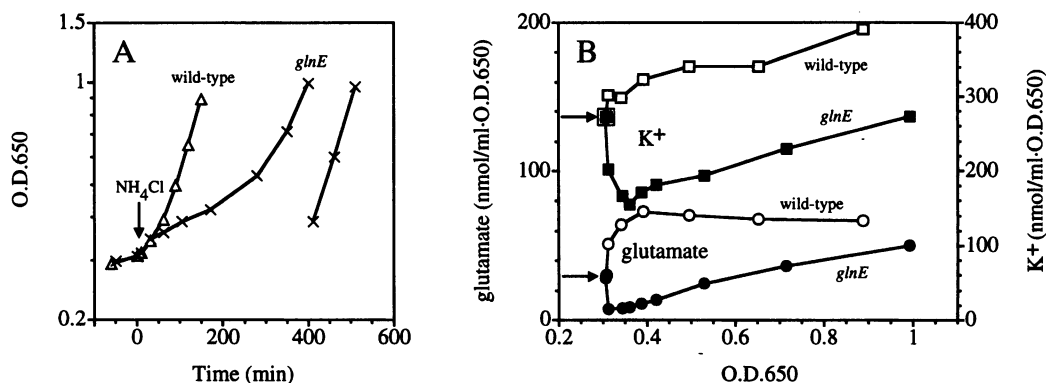 A
1.5
1
0.2
O.D.650
wild-type
glnE
NH4Cl
0
200
400
600
Time (min)
B
200
100
0
glutamate (nmol/ml·O.D.650)
wild-type
glnE
K+
wild-type
glutamate
glnE
400
300
200
100
0
K+ (nmol/ml·O.D.650)
0.2
0.4
0.6
0.8
1
O.D.650